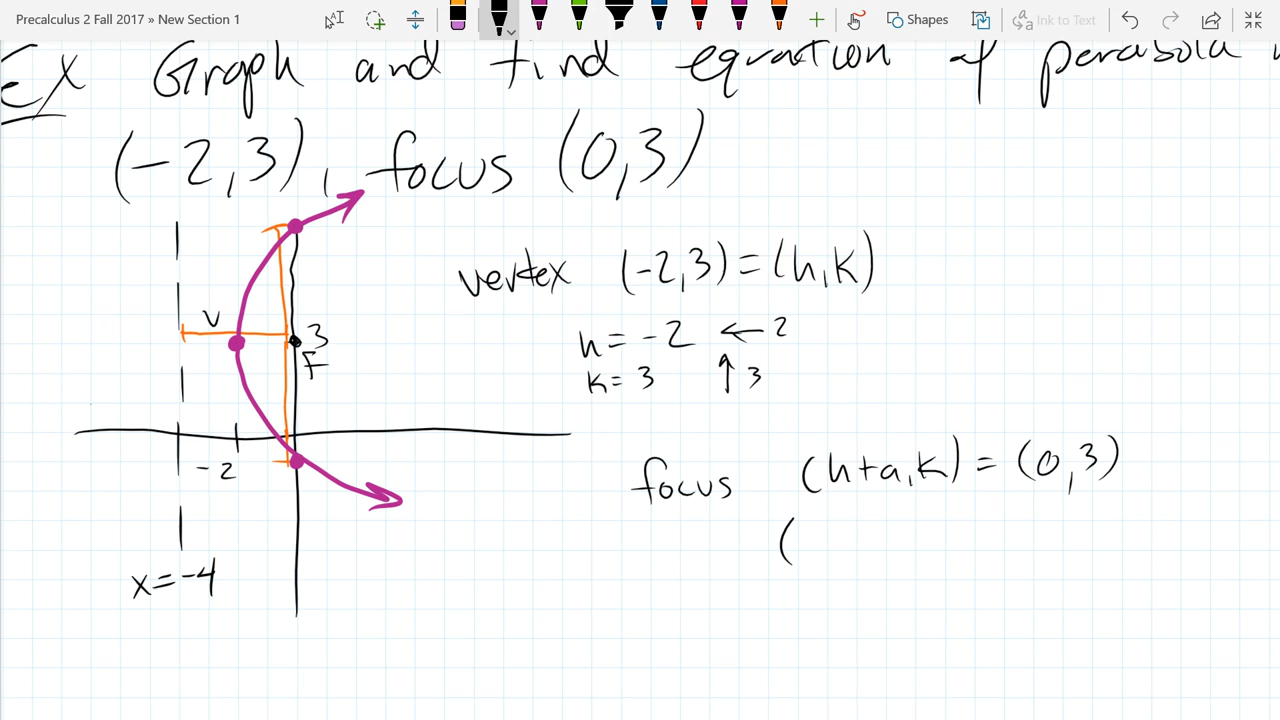 Precalculus 2 Fall 2017 » New Section 1
Shapes
Ink to Text
Ex Graph and find equation of parabola
(-2,3), focus (0,3)
vertex (-2,3)=(h,k)
h=-2 ←2
k=3 ↑3
V
3
F
-2
x=-4
focus (h+a,k)=(0,3)
(